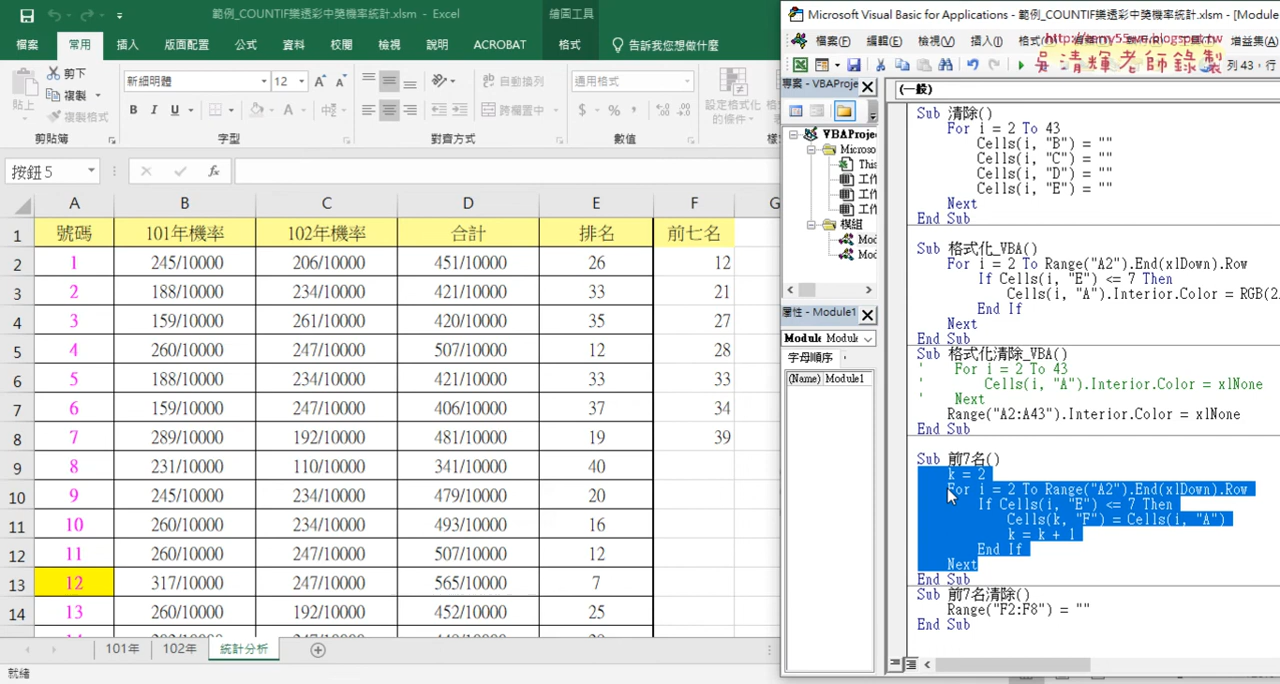 範例_COUNTIF樂透彩中獎機率統計.xlsm - Excel
繪圖工具
檔案 常用 插入 版面配置 公式 資料 校閱 檢視 說明 ACROBAT 格式 告訴我您想做什麼
貼上
剪下
複製
複製格式
剪貼簿
新細明體 12
B I U
字型
自動換列
跨欄置中
對齊方式
通用格式
數值
設定格式化
的條件
按鈕 5
fx
A B C D E F G
1 號碼 101年機率 102年機率 合計 排名 前七名
2 1 245/10000 206/10000 451/10000 26 12
3 2 188/10000 234/10000 421/10000 33 21
4 3 159/10000 261/10000 420/10000 35 27
5 4 260/10000 247/10000 507/10000 12 28
6 5 188/10000 234/10000 421/10000 33 33
7 6 159/10000 247/10000 406/10000 37 34
8 7 289/10000 192/10000 481/10000 19 39
9 8 231/10000 110/10000 341/10000 40
10 9 245/10000 234/10000 479/10000 20
11 10 260/10000 234/10000 493/10000 16
12 11 260/10000 247/10000 507/10000 12
13 12 317/10000 247/10000 565/10000 7
14 13 260/10000 192/10000 452/10000 25
101年 102年 統計分析
就緒
Microsoft Visual Basic for Applications - 範例_COUNTIF樂透彩中獎機率統計.xlsm - [Module
檔案(F) 編輯(E) 檢視(V) 插入(I) 增益集(A)
吳清輝老師錄製
列 43，行
專案 - VBAProje
VBAProje
Microso
This
工作
工作
工作
模組
Mod
Mod
屬性 - Module1
Module Module
字母順序
(Name) Module1
(一般)
Sub 清除()
For i = 2 To 43
Cells(i, "B") = ""
Cells(i, "C") = ""
Cells(i, "D") = ""
Cells(i, "E") = ""
Next
End Sub
Sub 格式化_VBA()
For i = 2 To Range("A2").End(xlDown).Row
If Cells(i, "E") <= 7 Then
Cells(i, "A").Interior.Color = RGB(2
End If
Next
End Sub
Sub 格式化清除_VBA()
' For i = 2 To 43
' Cells(i, "A").Interior.Color = xlNone
' Next
Range("A2:A43").Interior.Color = xlNone
End Sub
Sub 前7名()
k = 2
For i = 2 To Range("A2").End(xlDown).Row
If Cells(i, "E") <= 7 Then
Cells(k, "F") = Cells(i, "A")
k = k + 1
End If
Next
End Sub
Sub 前7名清除()
Range("F2:F8") = ""
End Sub